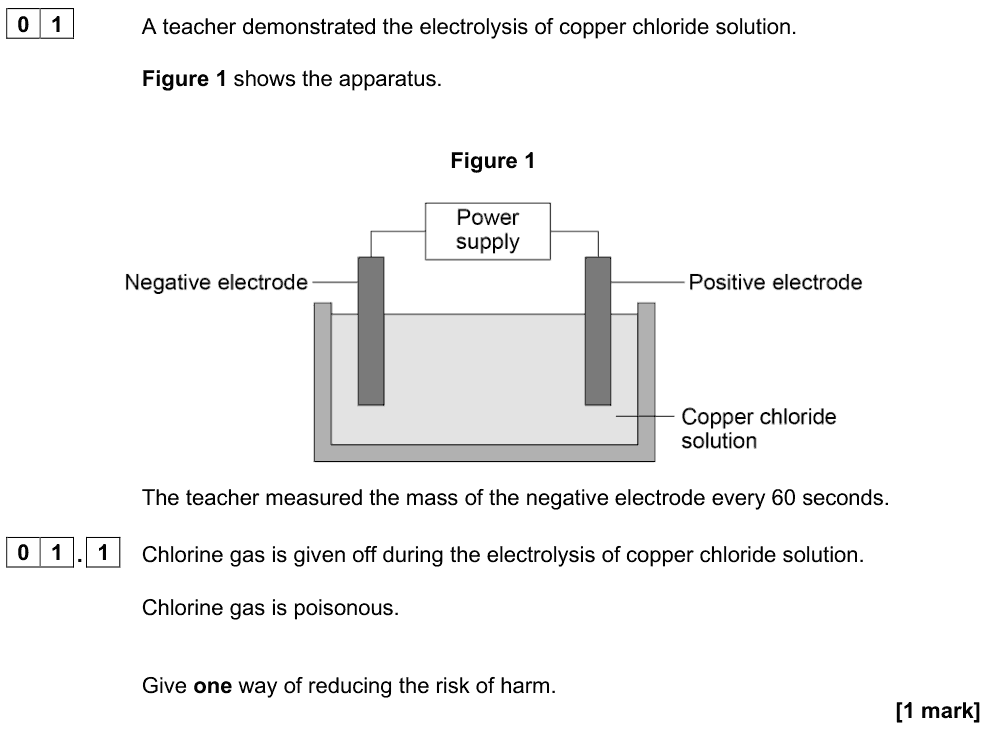 0 1 A teacher demonstrated the electrolysis of copper chloride solution.
Figure 1 shows the apparatus.
Figure 1
Power
supply
Negative electrode
Positive electrode
Copper chloride
solution
The teacher measured the mass of the negative electrode every 60 seconds.
0 1 . 1 Chlorine gas is given off during the electrolysis of copper chloride solution.
Chlorine gas is poisonous.
Give one way of reducing the risk of harm.
[1 mark]